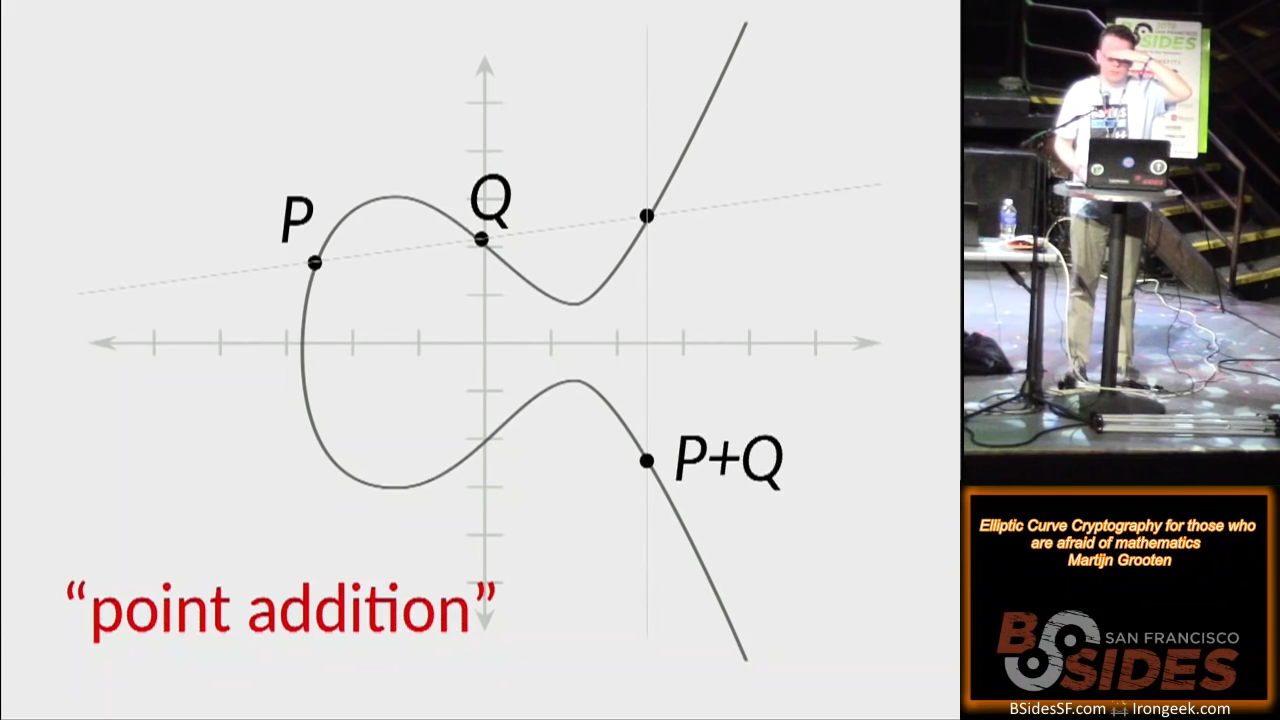 P
Q
P+Q
“point addition”
SIDES
Elliptic Curve Cryptography for those who
are afraid of mathematics
Martijn Grooten
BSIDES
SAN FRANCISCO
BSidesSF.com Irongeek.com